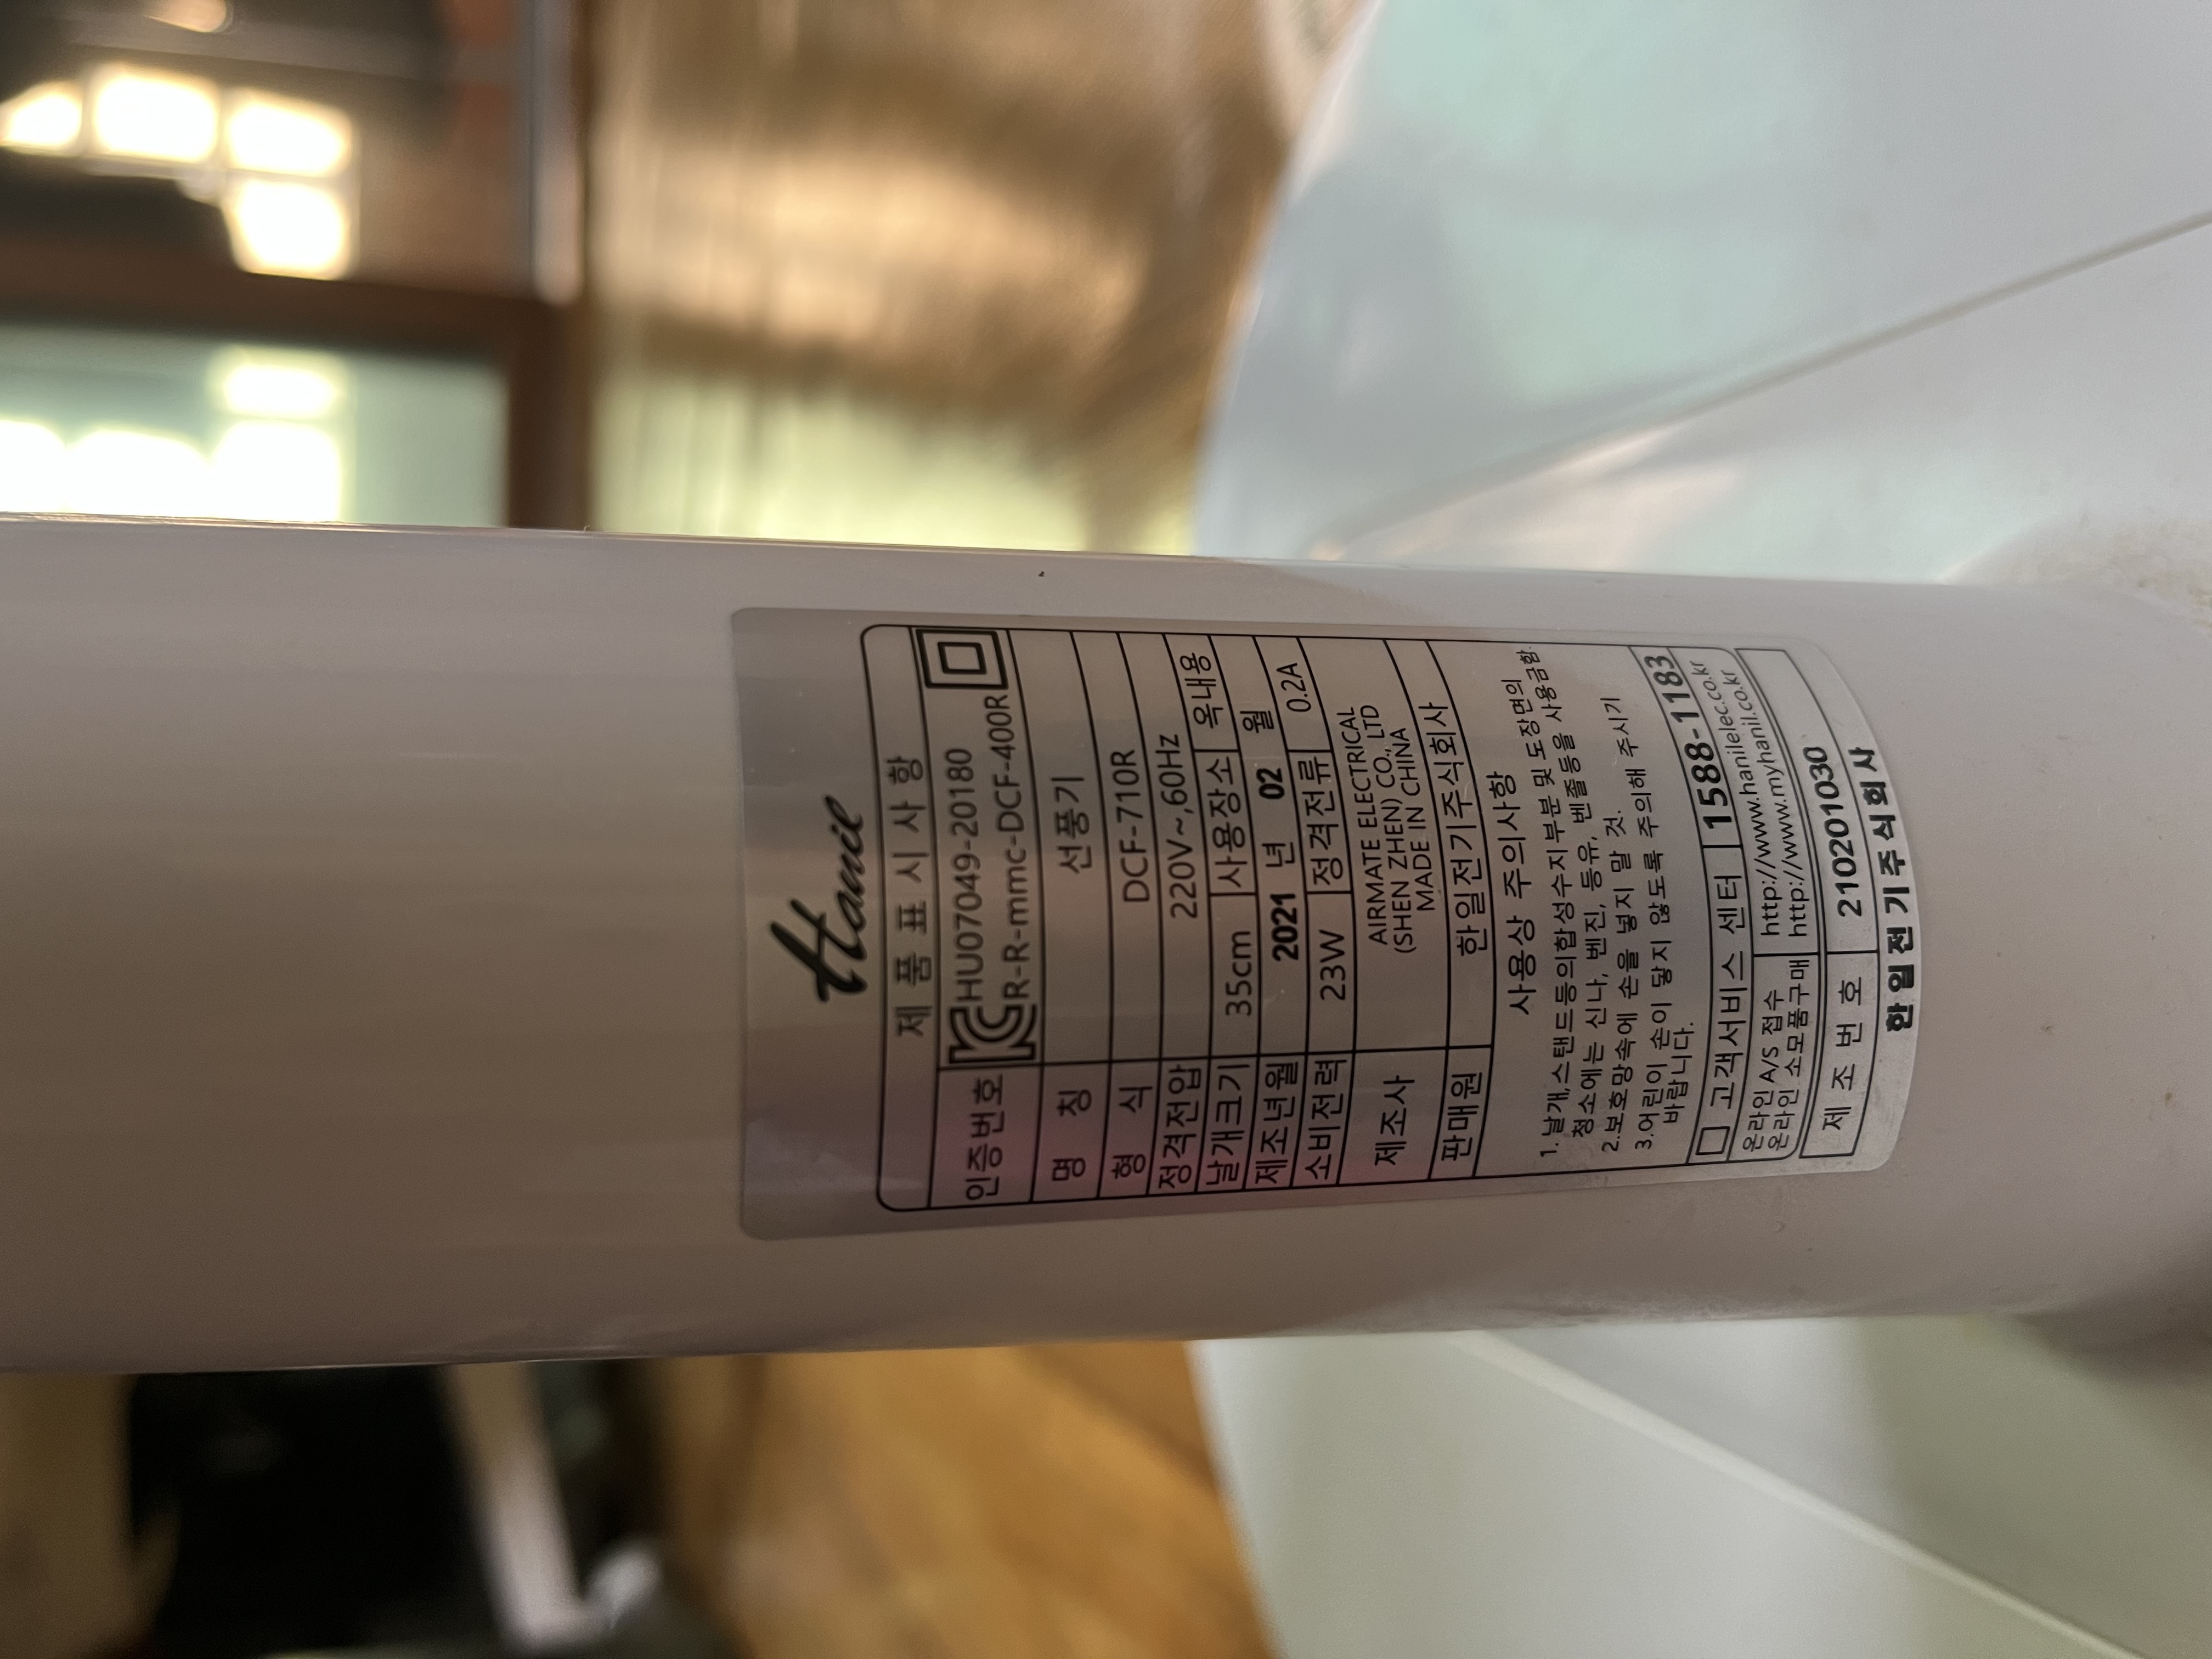 Hanil
제 품 표 시 사 항
인증번호 HU07049-20180
R-R-mmc-DCF-400R
명 칭 선풍기
형 식 DCF-710R
정격전압 220V~,60Hz
날개크기 35cm 사용장소 옥내용
제조년월 2021 년 02 월
소비전력 23W 정격전류 0.2A
제조사 AIRMATE ELECTRICAL
(SHEN ZHEN) CO., LTD
MADE IN CHINA
판매원 한일전기주식회사
사용상 주의사항
1. 날개,스탠드등의합성수지부분 및 도장면의
청소에는 신나, 벤진, 등유, 벤졸등을 사용금함.
2.보호망속에 손을 넣지 말 것.
3.어린이 손이 닿지 않도록 주의해 주시기
바랍니다.
□ 고객서비스 센터 1588-1183
온라인 A/S 접수 http://www.hanilelec.co.kr
온라인 소모품구매 http://www.myhanil.co.kr
제 조 번 호 210201030
한일전기주식회사